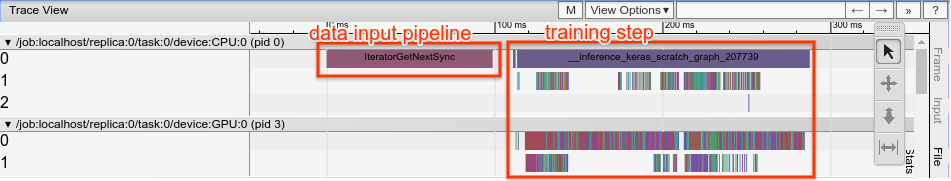 Trace View
M
View Options▾
← → » ?
0 ms
100 ms
200 ms
300 ms
data input pipeline
training step
▾ /job:localhost/replica:0/task:0/device:CPU:0 (pid 0)
0
IteratorGetNextSync
__inference_keras_scratch_graph_207739
1
2
▾ /job:localhost/replica:0/task:0/device:GPU:0 (pid 3)
0
1
Frame
Input
File
Stats